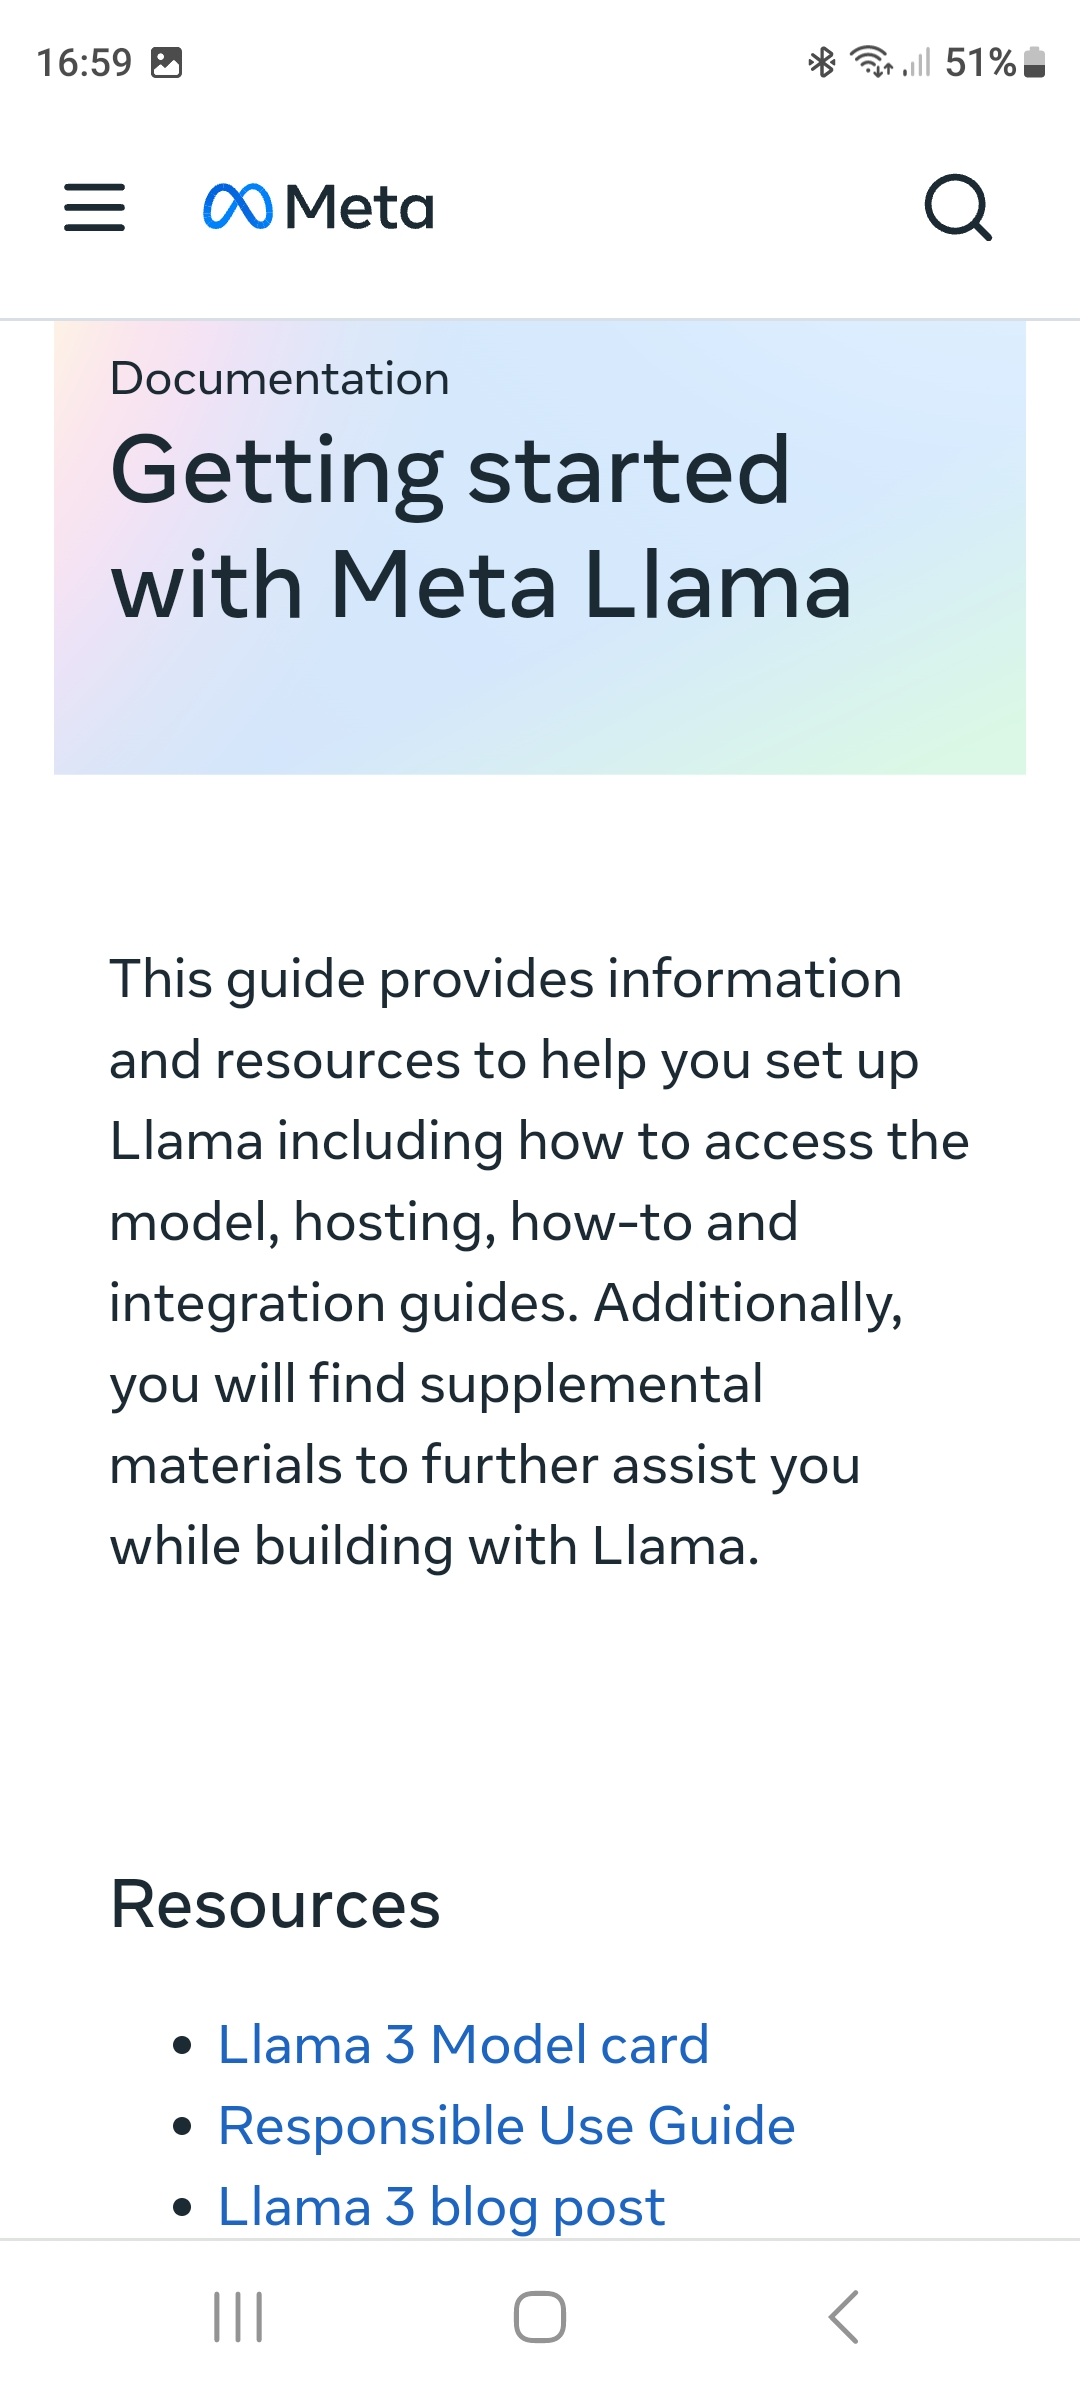 16:59
51%
Meta
Documentation
Getting started
with Meta Llama
This guide provides information
and resources to help you set up
Llama including how to access the
model, hosting, how-to and
integration guides. Additionally,
you will find supplemental
materials to further assist you
while building with Llama.
Resources
Llama 3 Model card
Responsible Use Guide
Llama 3 blog post